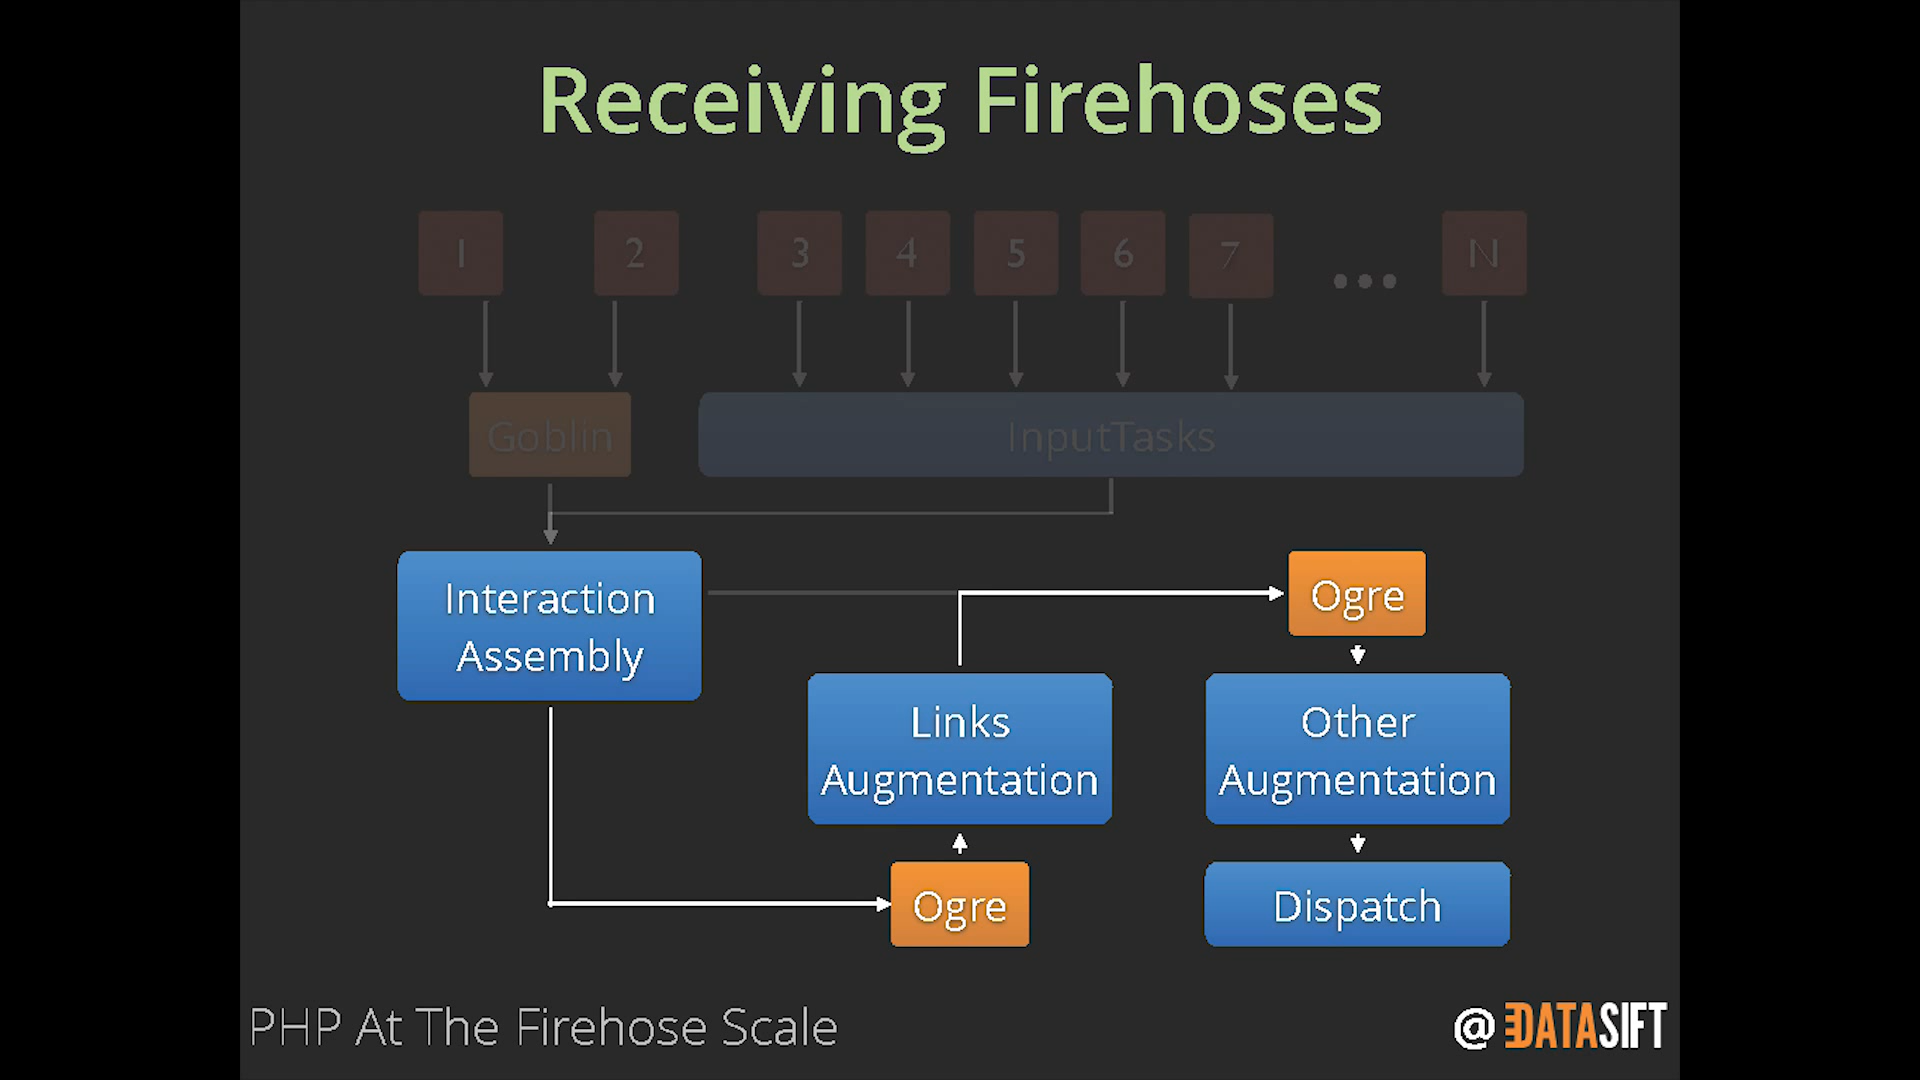 Receiving Firehoses
1 2 3 4 5 6 7 ... N
Goblin InputTasks
Interaction
Assembly
Ogre
Links
Augmentation
Other
Augmentation
Ogre
Dispatch
PHP At The Firehose Scale
@ DATASIFT